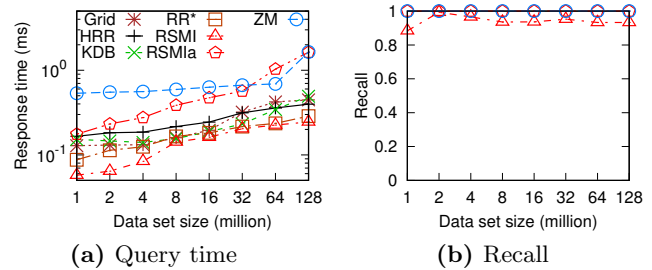 Grid RR* ZM
HRR RSMI
KDB RSMIa
Response time (ms)
10^0
10^-1
1 2 4 8 16 32 64 128
Data set size (million)
(a) Query time
Recall
1
0.8
0.6
0.4
0.2
0
1 2 4 8 16 32 64 128
Data set size (million)
(b) Recall